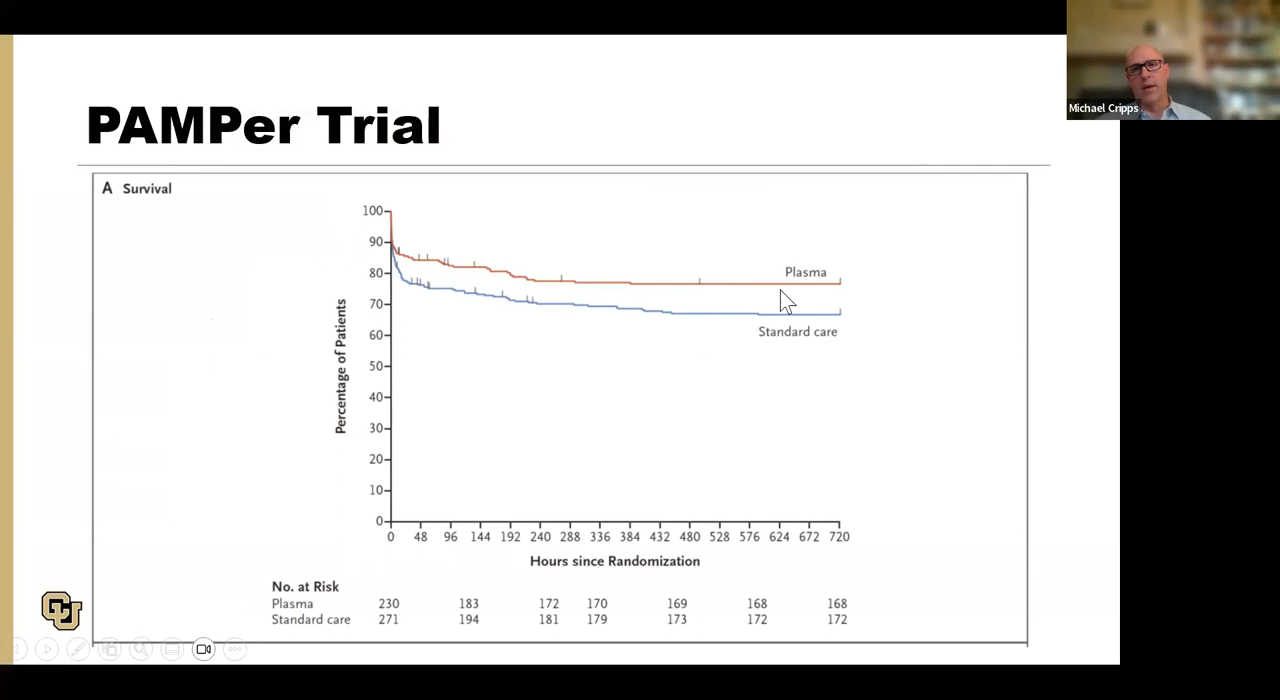 Michael Cripps
PAMPer Trial
A Survival
100
90
80
70
60
50
40
30
20
10
0
Percentage of Patients
Plasma
Standard care
0 48 96 144 192 240 288 336 384 432 480 528 576 624 672 720
Hours since Randomization
No. at Risk
Plasma 230 183 172 170 169 168 168
Standard care 271 194 181 179 173 172 172
CU